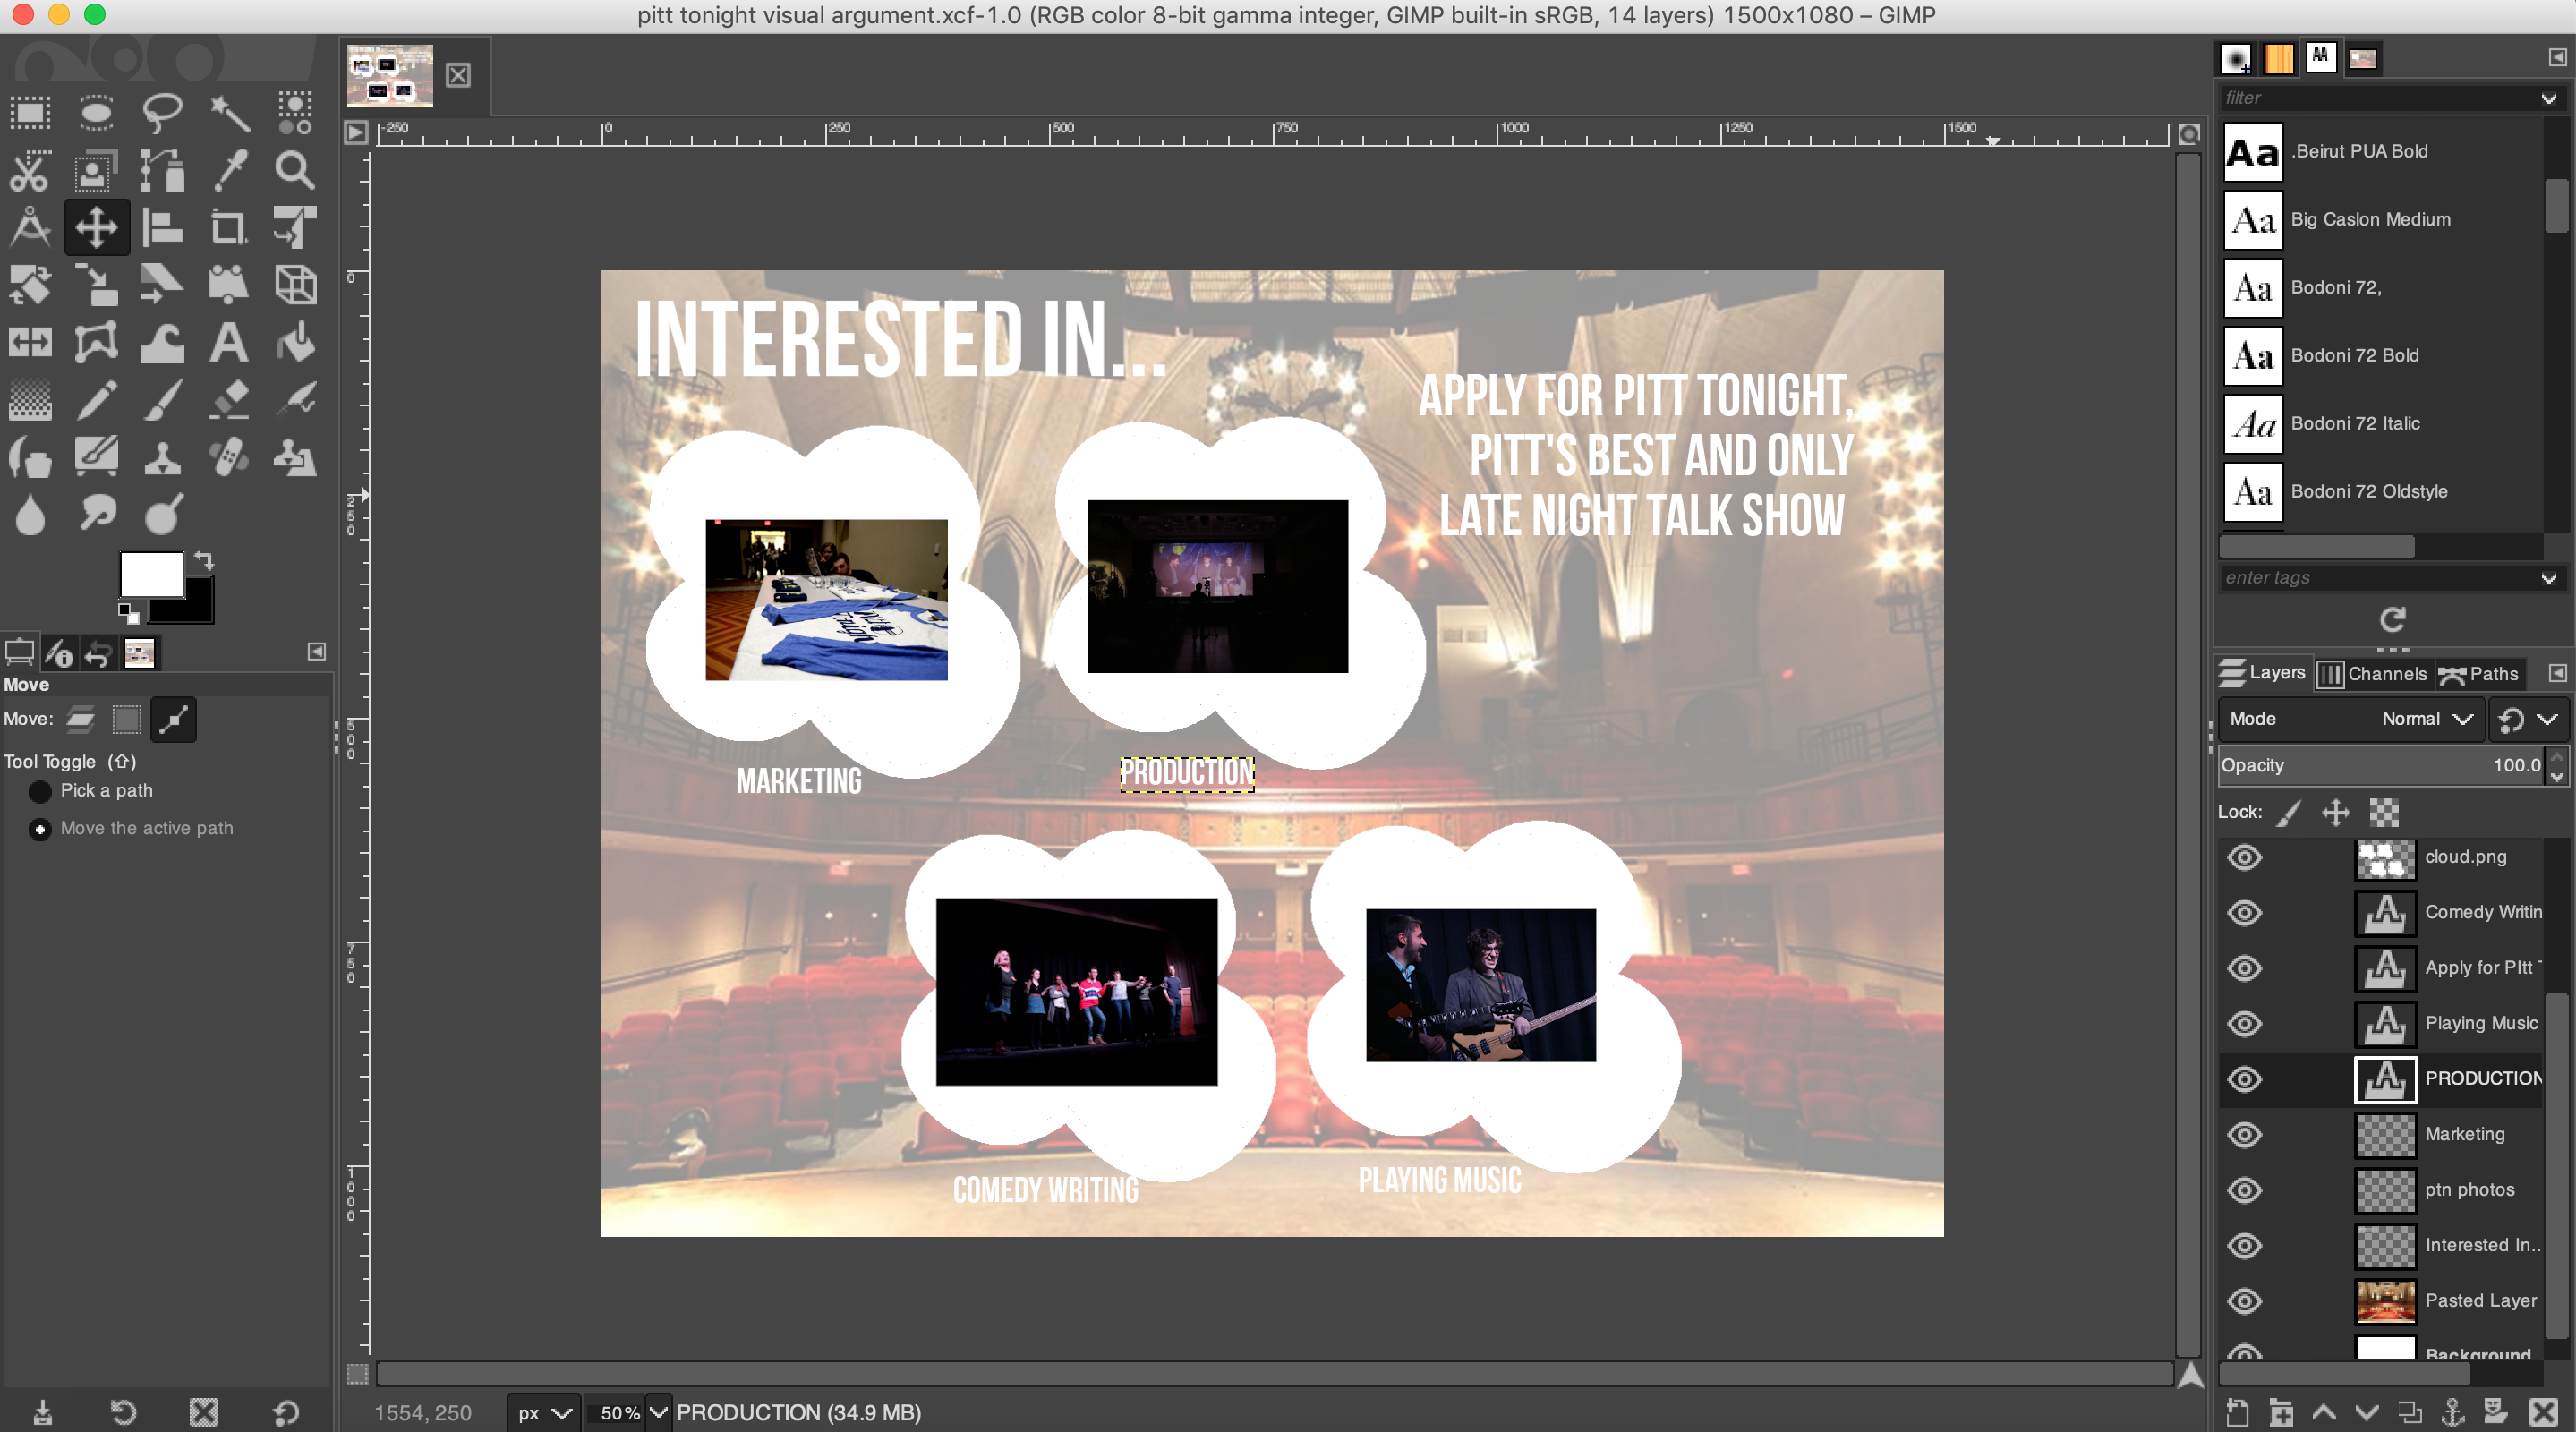 pitt tonight visual argument.xcf-1.0 (RGB color 8-bit gamma integer, GIMP built-in sRGB, 14 layers) 1500x1080 – GIMP
-250
0
250
500
750
1000
1250
1500
0
250
500
750
1000
INTERESTED IN...
APPLY FOR PITT TONIGHT,
PITT'S BEST AND ONLY
LATE NIGHT TALK SHOW
MARKETING
PRODUCTION
COMEDY WRITING
PLAYING MUSIC
Move
Move:
Tool Toggle (⇧)
Pick a path
Move the active path
1554, 250
px
50%
PRODUCTION (34.9 MB)
filter
Aa .Beirut PUA Bold
Aa Big Caslon Medium
Aa Bodoni 72,
Aa Bodoni 72 Bold
Aa Bodoni 72 Italic
Aa Bodoni 72 Oldstyle
enter tags
Layers Channels Paths
Mode Normal
Opacity 100.0
Lock:
cloud.png
Comedy Writin
Apply for PItt T
Playing Music
PRODUCTION
Marketing
ptn photos
Interested In..
Pasted Layer
Background